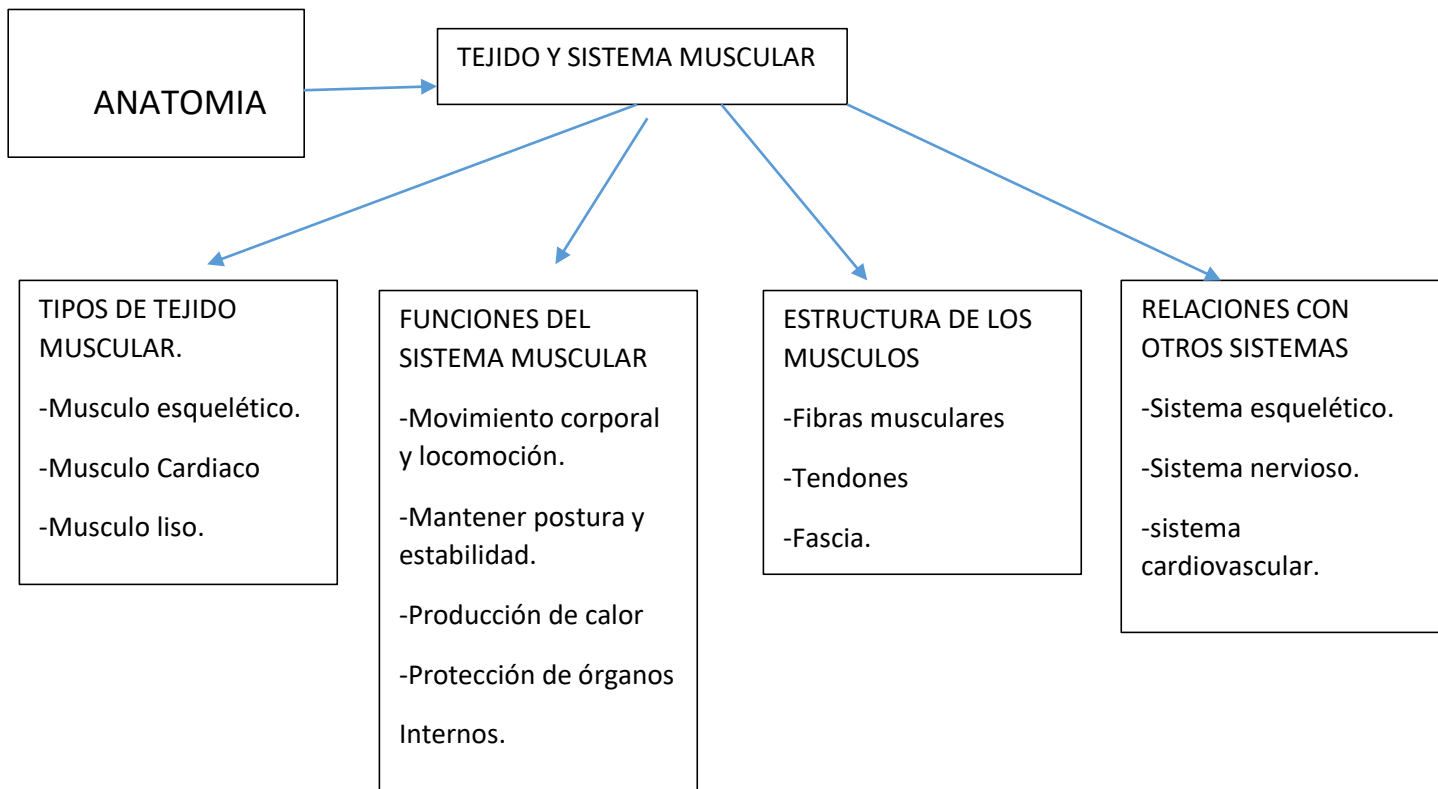 ANATOMIA
TEJIDO Y SISTEMA MUSCULAR
TIPOS DE TEJIDO
MUSCULAR.
-Musculo esquelético.
-Musculo Cardiaco
-Musculo liso.
FUNCIONES DEL
SISTEMA MUSCULAR
-Movimiento corporal
y locomoción.
-Mantener postura y
estabilidad.
-Producción de calor
-Protección de órganos
Internos.
ESTRUCTURA DE LOS
MUSCULOS
-Fibras musculares
-Tendones
-Fascia.
RELACIONES CON
OTROS SISTEMAS
-Sistema esquelético.
-Sistema nervioso.
-sistema
cardiovascular.